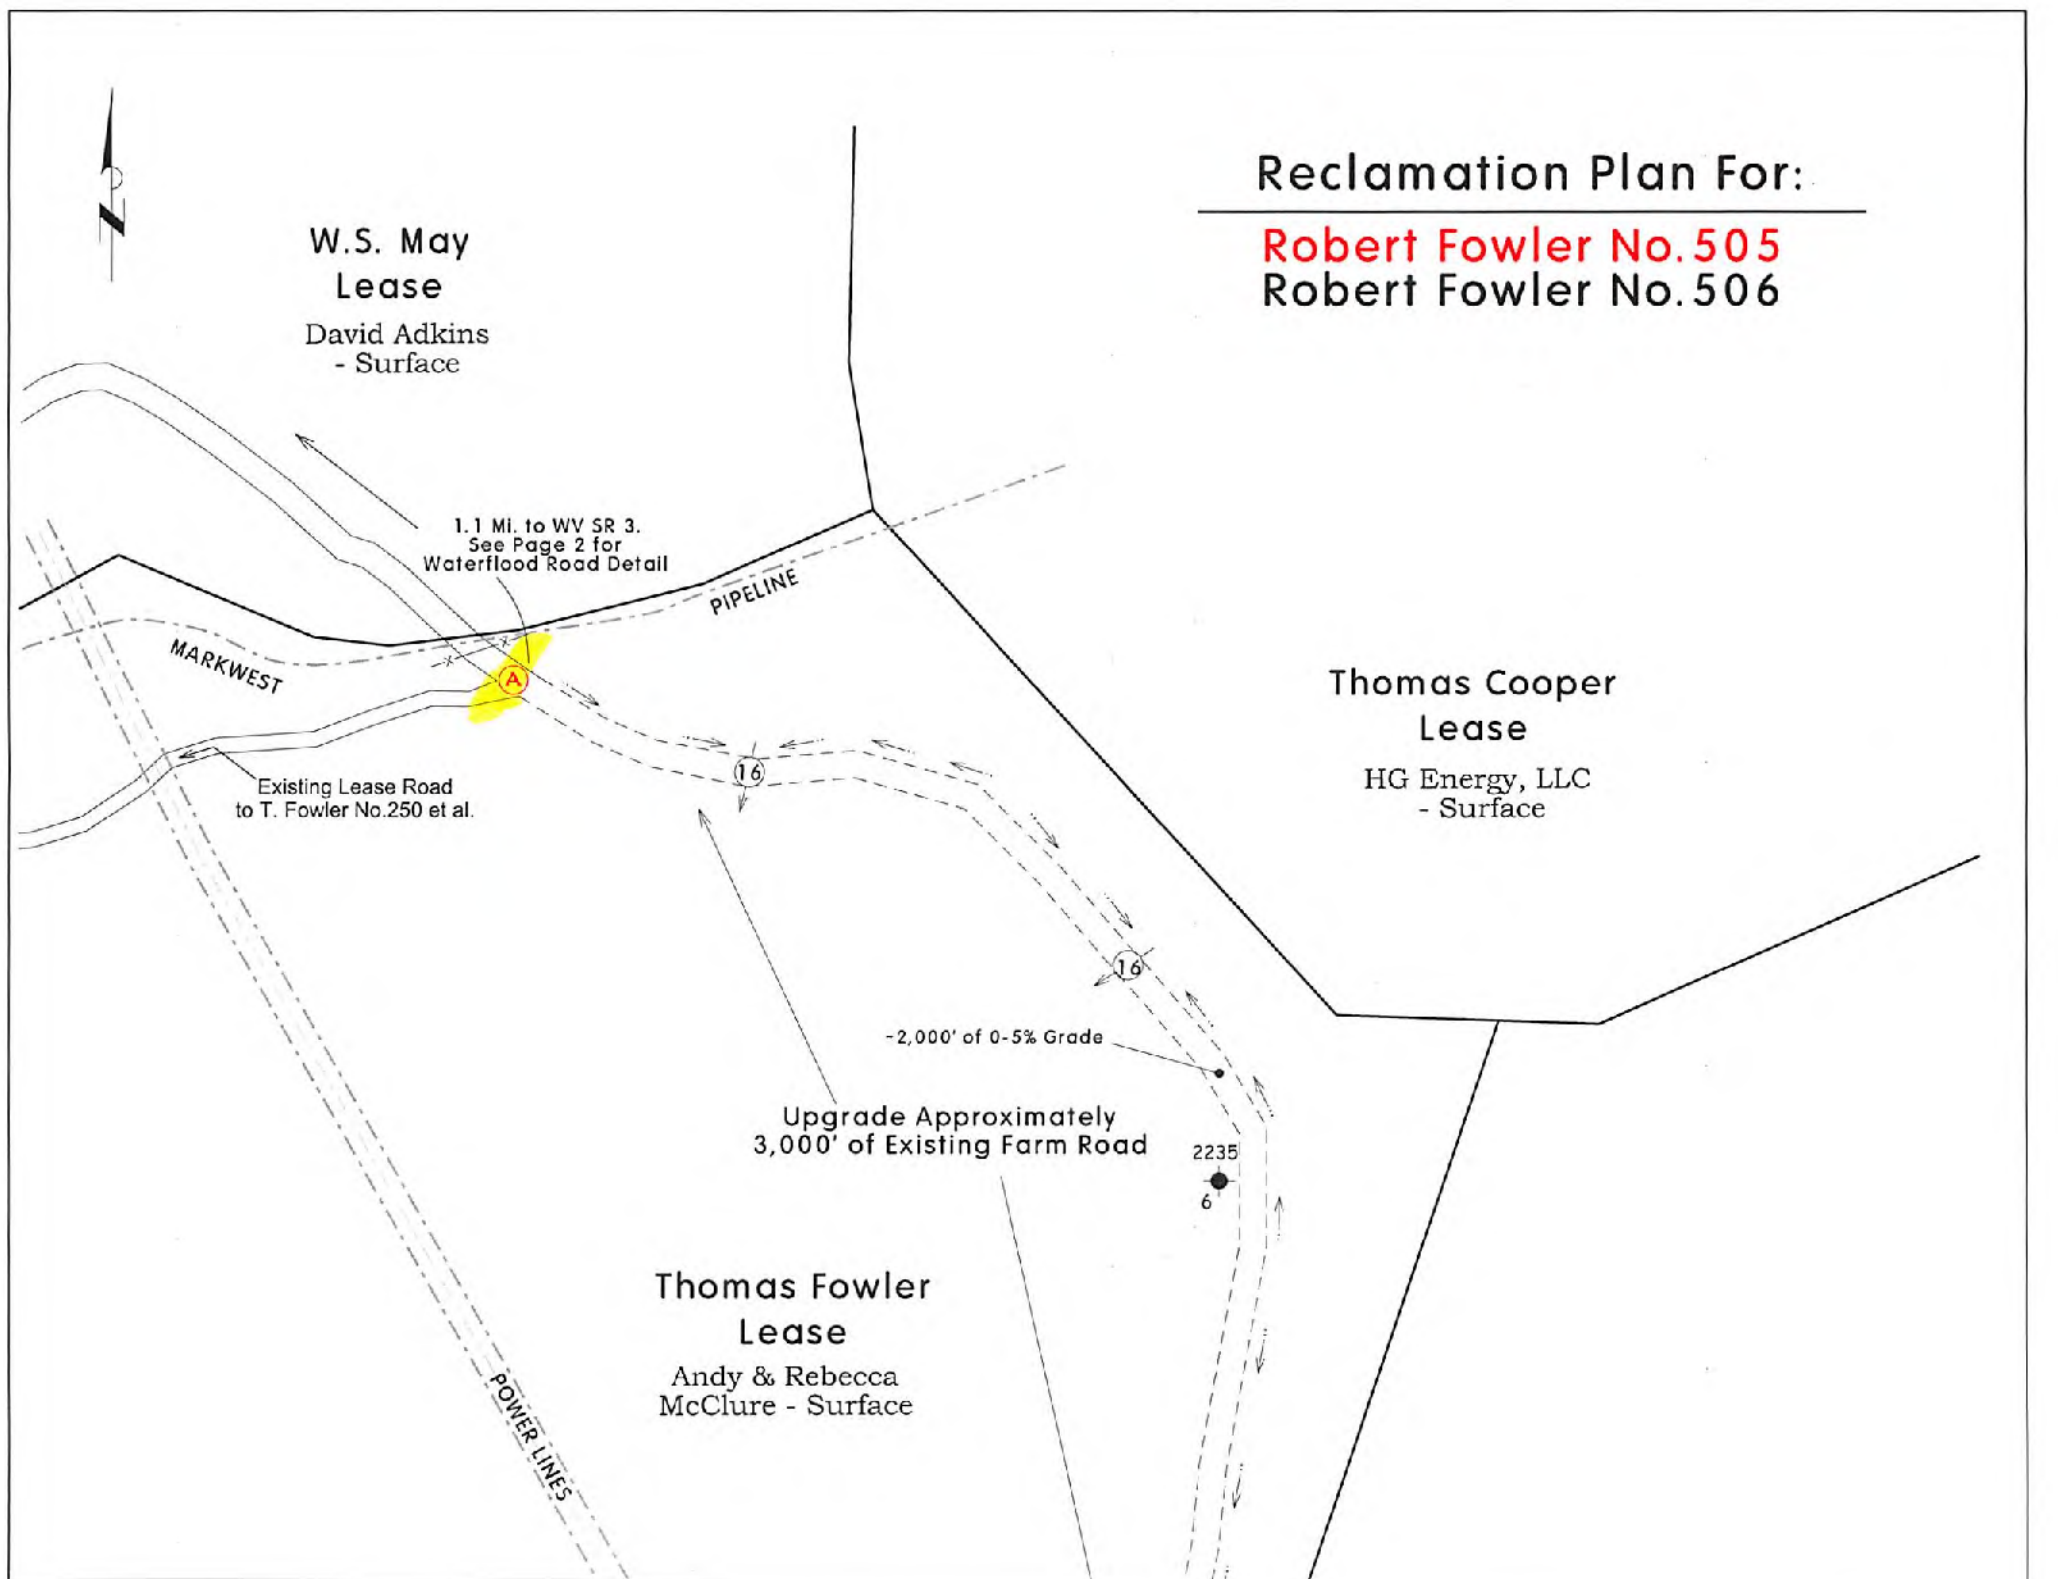 Reclamation Plan For:
Robert Fowler No.505
Robert Fowler No.506
N
W.S. May
Lease
David Adkins
- Surface
1.1 Mi. to WV SR 3.
See Page 2 for
Waterflood Road Detail
PIPELINE
MARKWEST
A
Existing Lease Road
to T. Fowler No.250 et al.
16
Thomas Cooper
Lease
HG Energy, LLC
- Surface
16
~2,000' of 0-5% Grade
Upgrade Approximately
3,000' of Existing Farm Road
2235
6
Thomas Fowler
Lease
Andy & Rebecca
McClure - Surface
POWER LINES